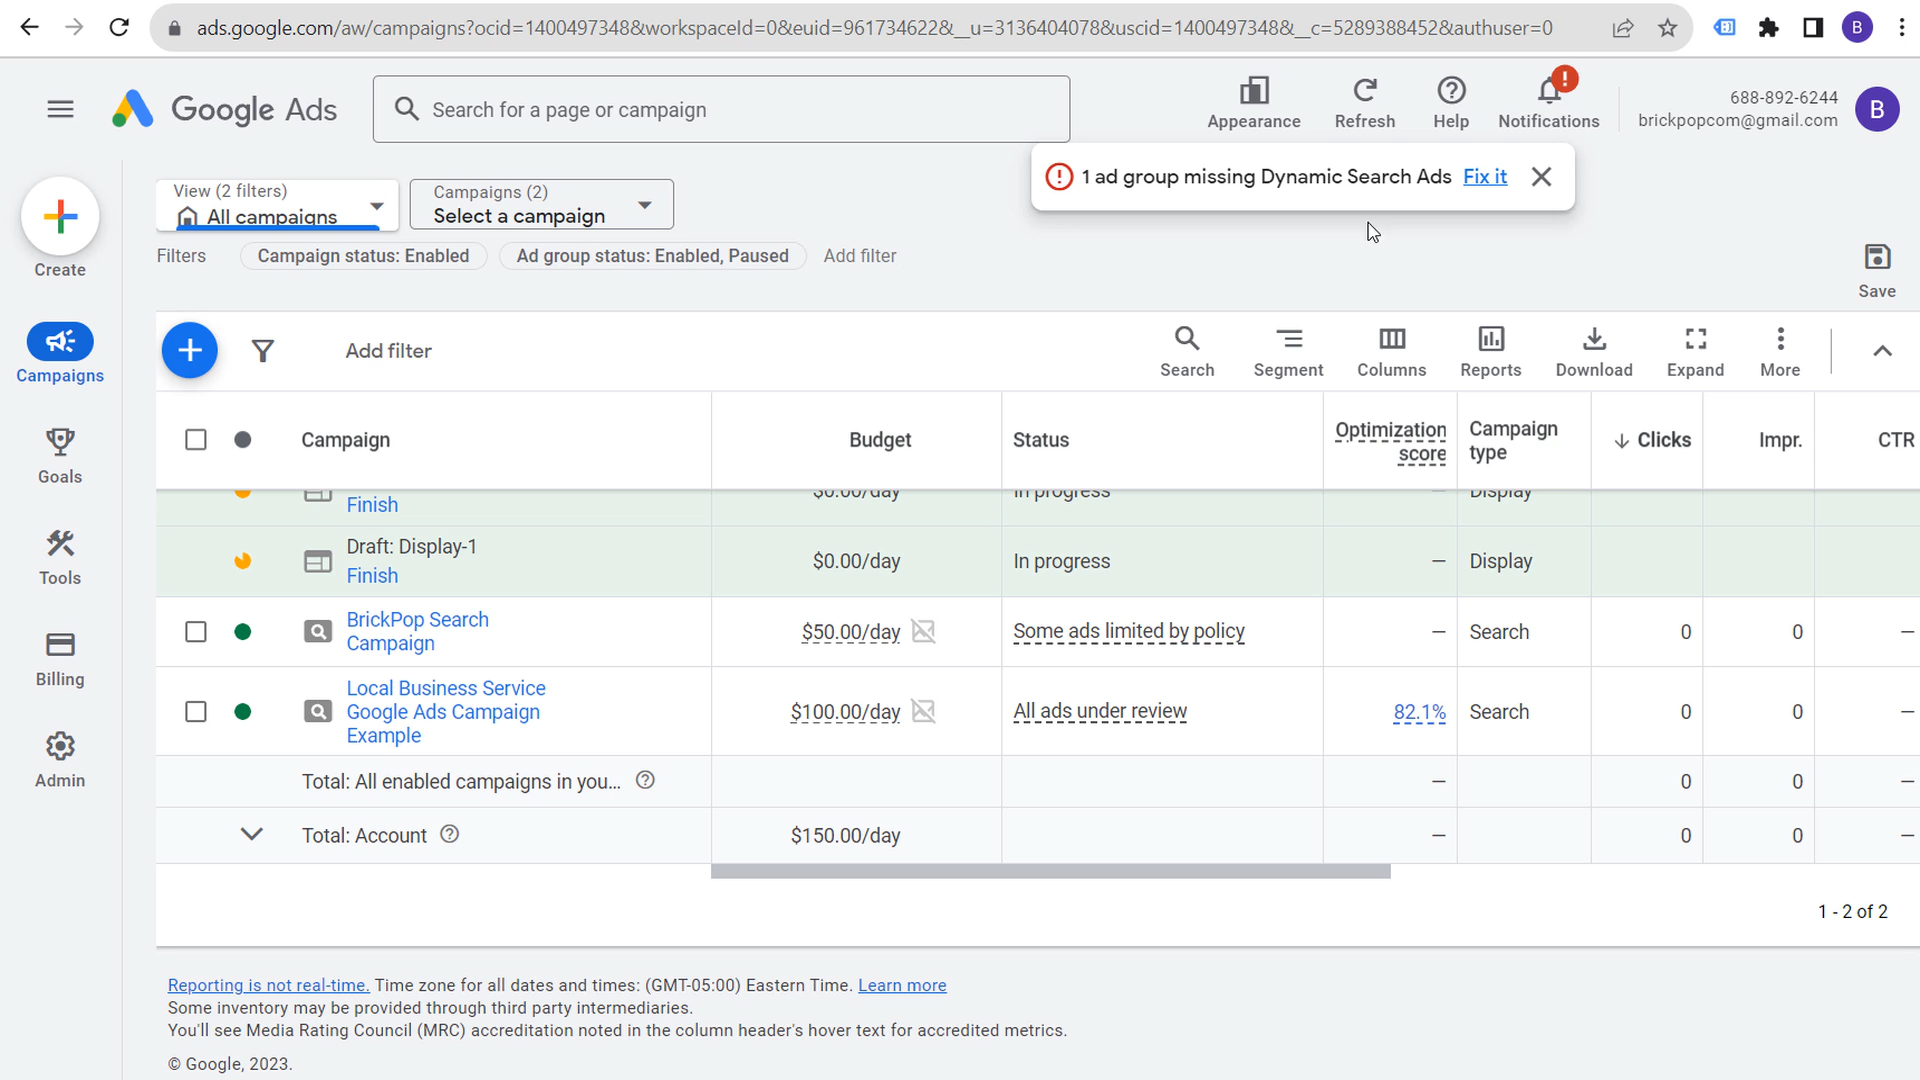 ads.google.com/aw/campaigns?ocid=1400497348&workspaceId=0&euid=961734622&__u=3136404078&uscid=1400497348&__c=5289388452&authuser=0
B
Google Ads
Search for a page or campaign
Appearance
Refresh
Help
Notifications
688-892-6244
brickpopcom@gmail.com
B
1 ad group missing Dynamic Search Ads Fix it
View (2 filters)
All campaigns
Campaigns (2)
Select a campaign
Filters
Campaign status: Enabled
Ad group status: Enabled, Paused
Add filter
Save
Create
Campaigns
Goals
Tools
Billing
Admin
Add filter
Search
Segment
Columns
Reports
Download
Expand
More
Campaign
Budget
Status
Optimization
score
Campaign
type
Clicks
Impr.
CTR
$0.00/day
In progress
—
Display
Finish
Draft: Display-1
Finish
$0.00/day
In progress
—
Display
BrickPop Search
Campaign
$50.00/day
Some ads limited by policy
—
Search
0
0
—
Local Business Service
Google Ads Campaign
Example
$100.00/day
All ads under review
82.1%
Search
0
0
—
Total: All enabled campaigns in you...
—
0
0
—
Total: Account
$150.00/day
—
0
0
—
1 - 2 of 2
Reporting is not real-time. Time zone for all dates and times: (GMT-05:00) Eastern Time. Learn more
Some inventory may be provided through third party intermediaries.
You'll see Media Rating Council (MRC) accreditation noted in the column header's hover text for accredited metrics.
© Google, 2023.